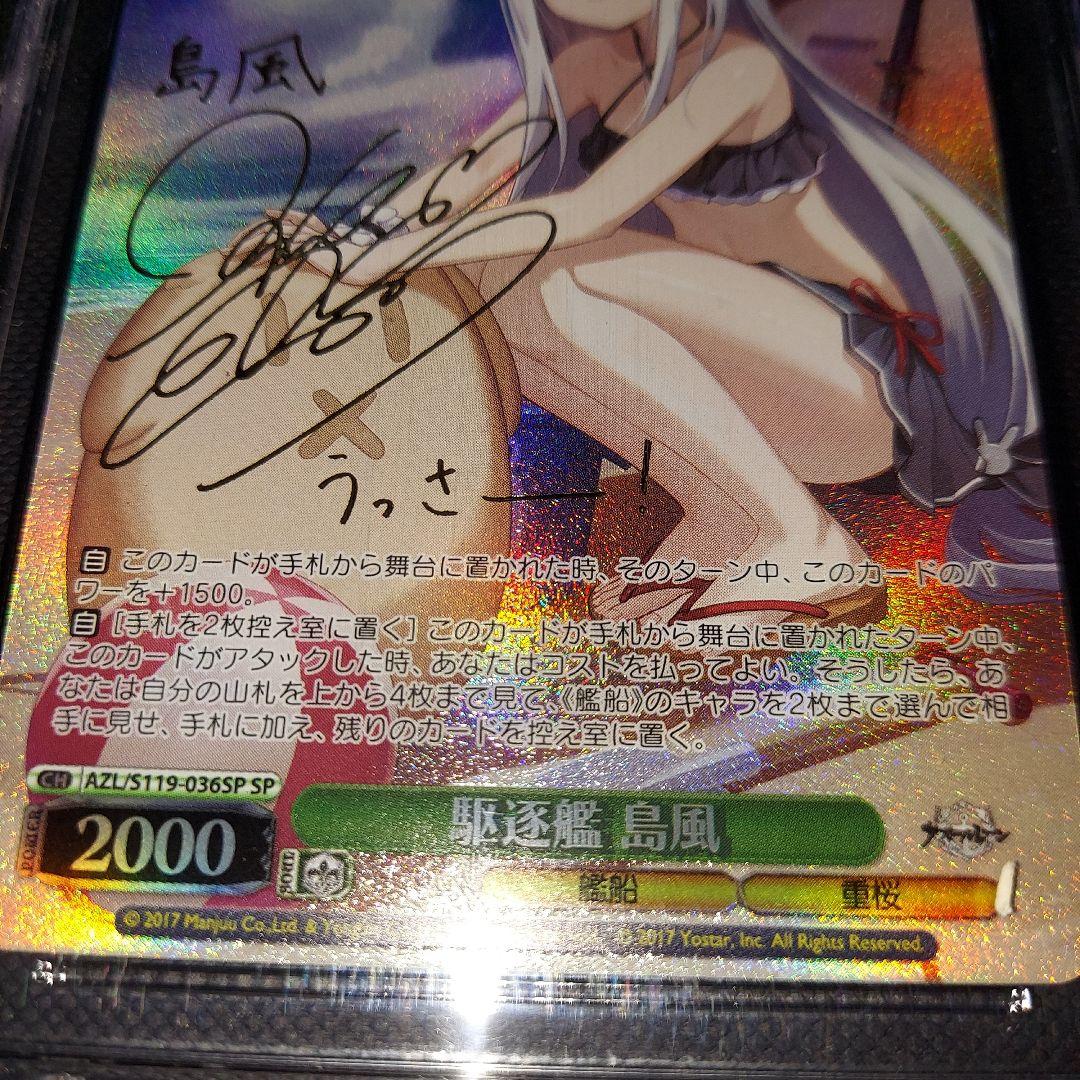 島風
うっさー!
自 このカードが手札から舞台に置かれた時、そのターン中、このカードのパ
ワーを+1500。
自 [手札を2枚控え室に置く] このカードが手札から舞台に置かれたターン中、
このカードがアタックした時、あなたはコストを払ってよい。そうしたら、あ
なたは自分の山札を上から4枚まで見て、《艦船》のキャラを2枚まで選んで相
手に見せ、手札に加え、残りのカードを控え室に置く。
CH AZL/S119-036SP SP
POWER 2000
駆逐艦 島風
アズールレーン
SOUL
艦船 重桜
© 2017 Manjuu Co.,Ltd. & © 2017 Yostar, Inc. All Rights Reserved.